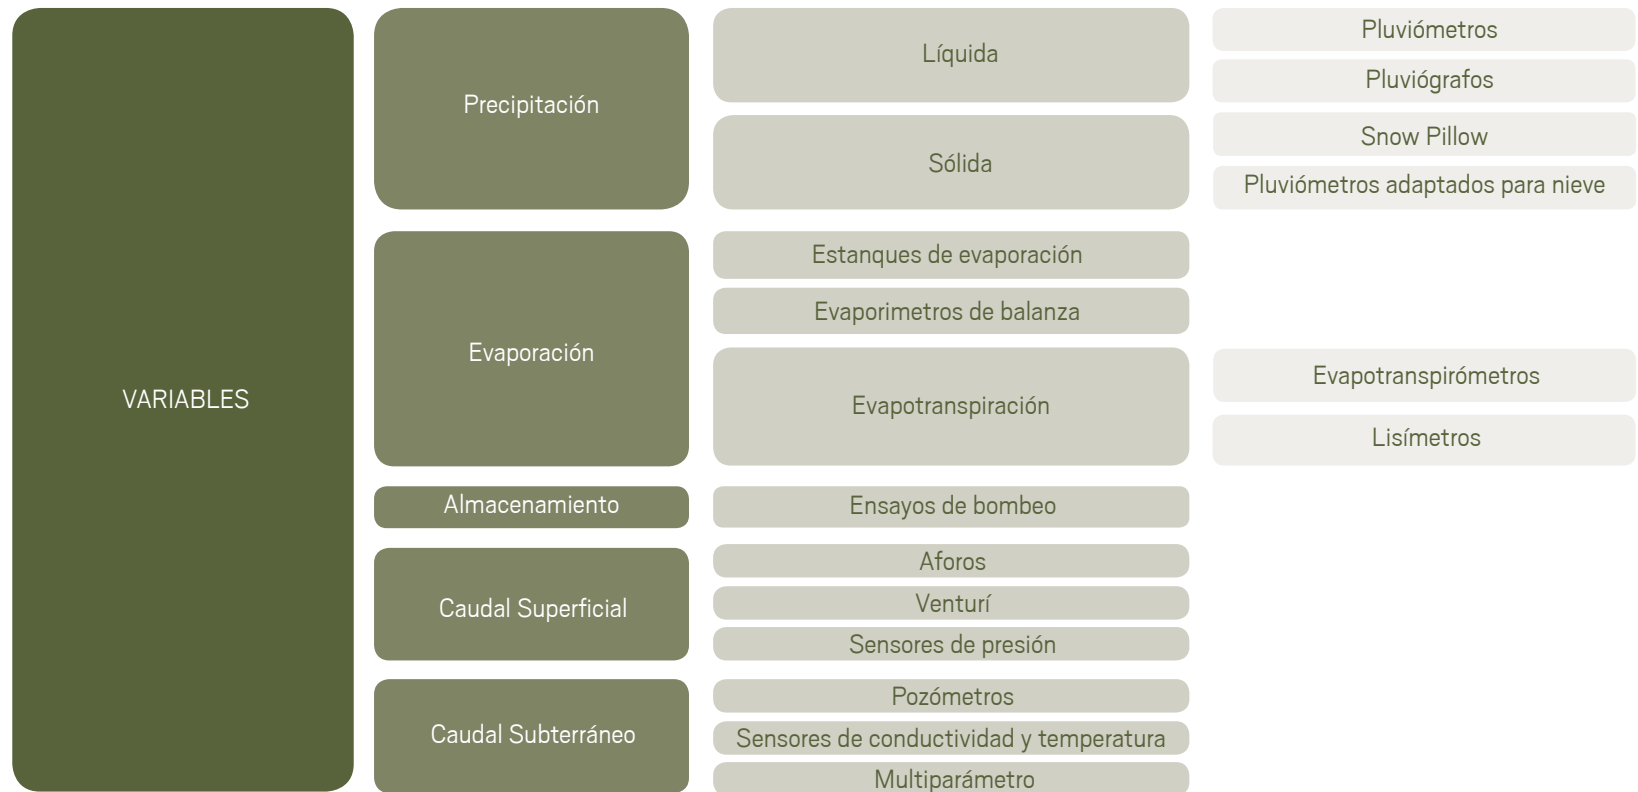 VARIABLES
Precipitación
Líquida
Pluviómetros
Pluviógrafos
Sólida
Snow Pillow
Pluviómetros adaptados para nieve
Evaporación
Estanques de evaporación
Evaporimetros de balanza
Evapotranspiración
Evapotranspirómetros
Lisímetros
Almacenamiento
Ensayos de bombeo
Caudal Superficial
Aforos
Venturí
Sensores de presión
Caudal Subterráneo
Pozómetros
Sensores de conductividad y temperatura
Multiparámetro